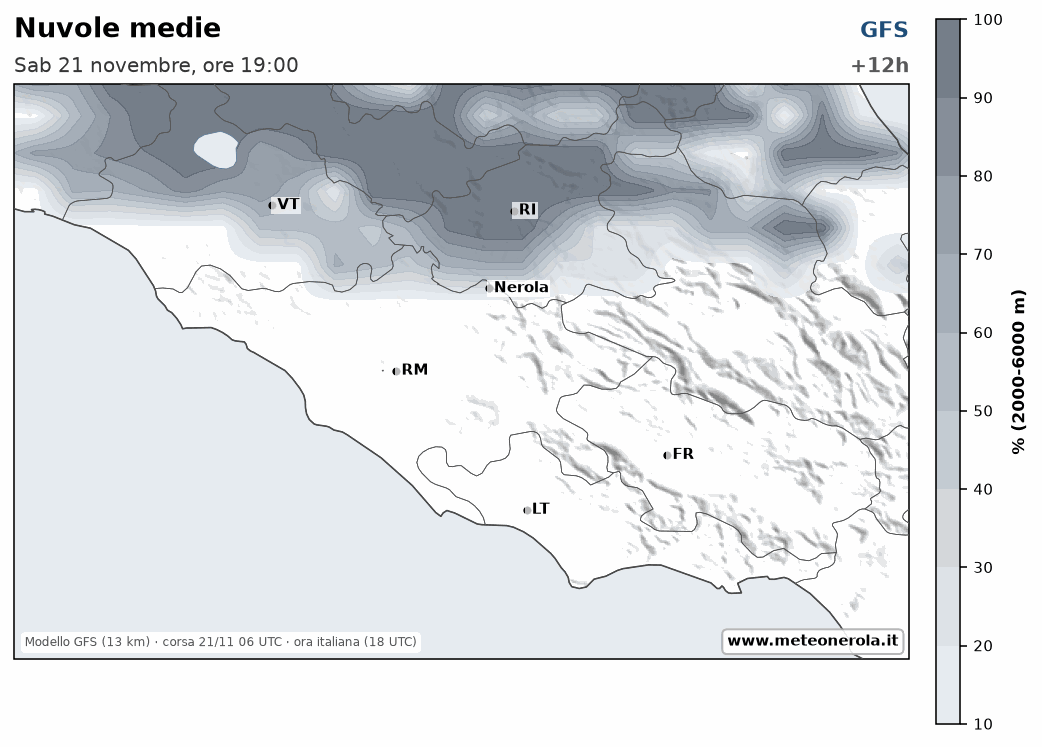 Nuvole medie
GFS
Sab 21 novembre, ore 19:00
+12h
VT
RI
Nerola
RM
FR
LT
Modello GFS (13 km) · corsa 21/11 06 UTC · ora italiana (18 UTC)
www.meteonerola.it
100
90
80
70
60
50
40
30
20
10
% (2000-6000 m)